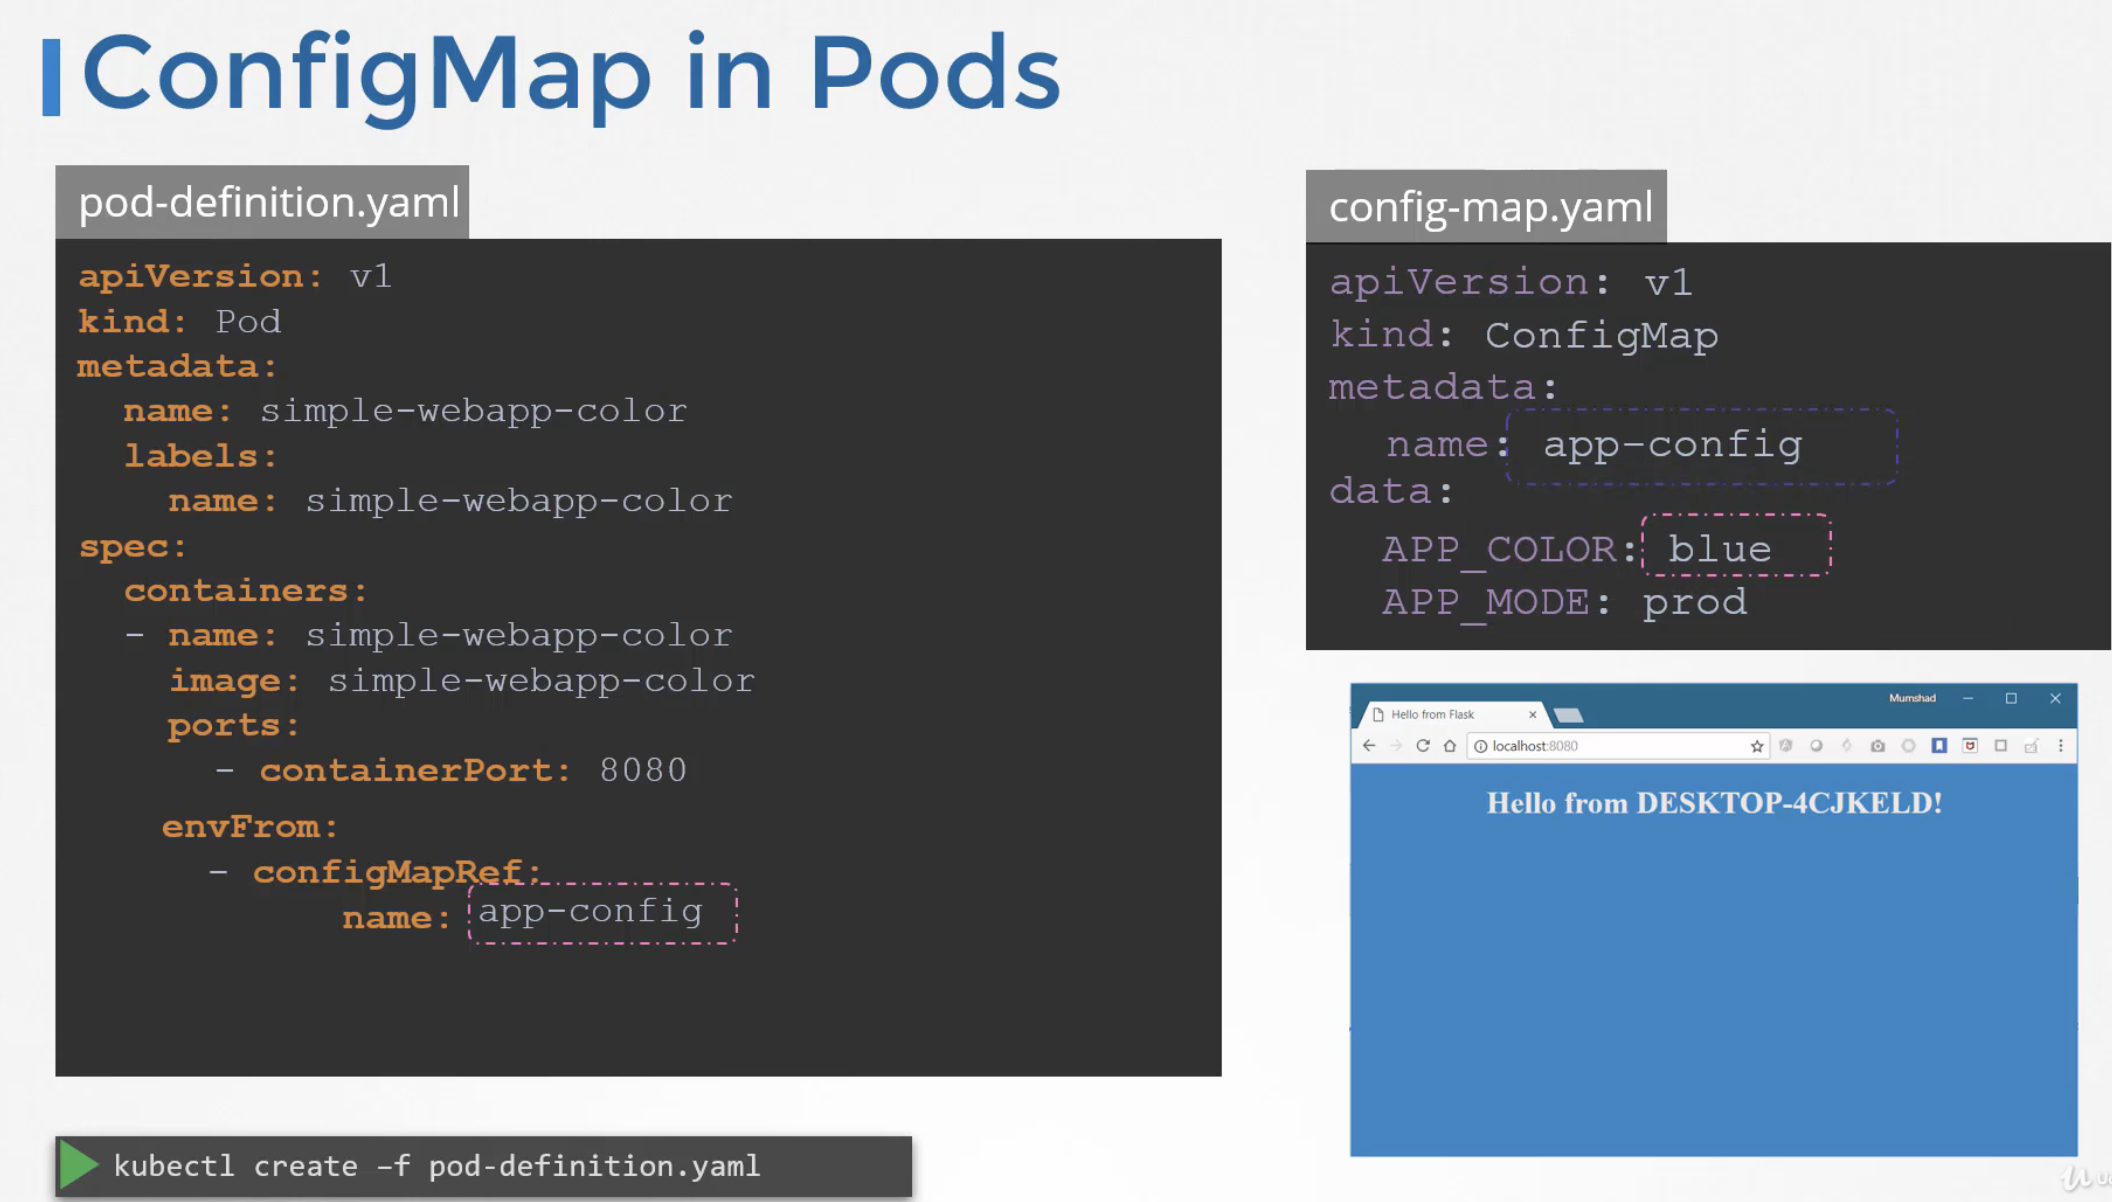 ConfigMap in Pods
pod-definition.yaml
apiVersion: v1
kind: Pod
metadata:
  name: simple-webapp-color
  labels:
    name: simple-webapp-color
spec:
  containers:
  - name: simple-webapp-color
    image: simple-webapp-color
    ports:
      - containerPort: 8080
    envFrom:
      - configMapRef:
            name: app-config
kubectl create –f pod-definition.yaml
config-map.yaml
apiVersion: v1
kind: ConfigMap
metadata:
  name: app-config
data:
  APP_COLOR: blue
  APP_MODE: prod
Mumshad
Hello from Flask
localhost:8080
Hello from DESKTOP-4CJKELD!